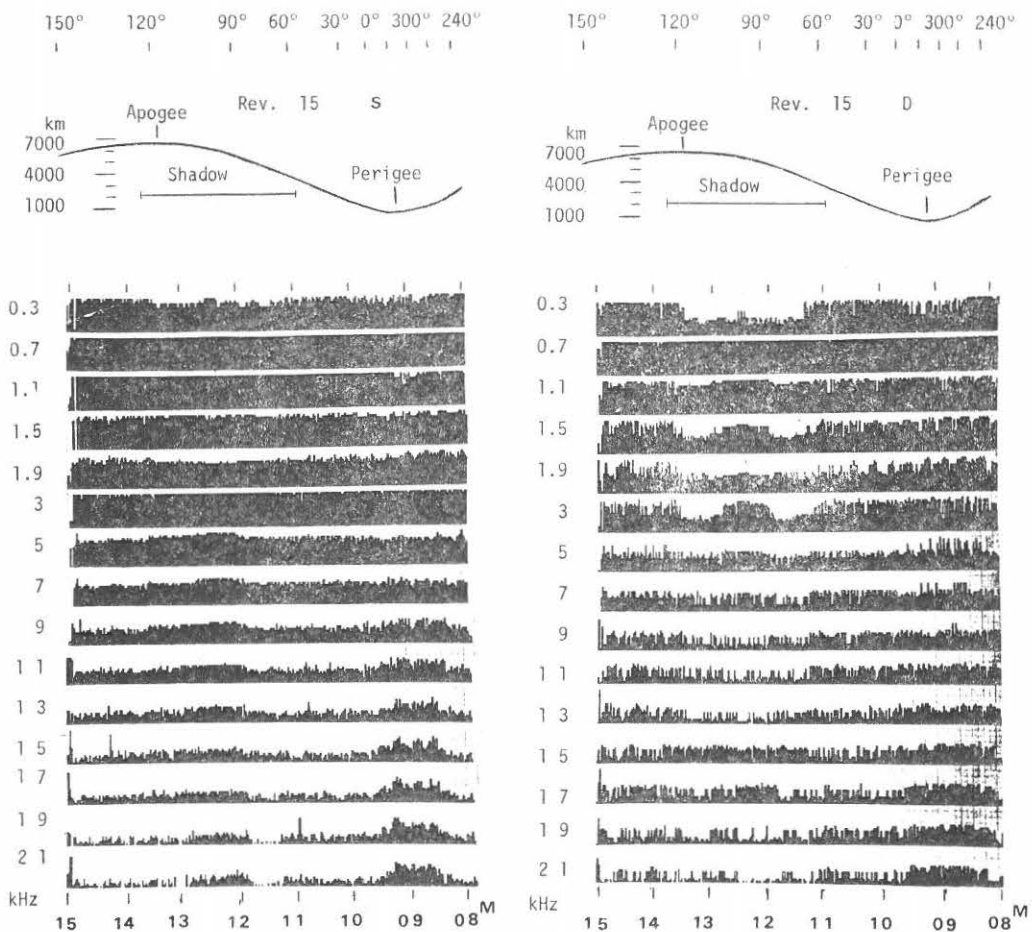 150° 120° 90° 60° 30° 0° 300° 240°
Rev. 15 S
Apogee
km
7000
4000
1000
Shadow
Perigee
0.3
0.7
1.1
1.5
1.9
3
5
7
9
11
13
15
17
19
21
kHz
15 14 13 12 11 10 09 08 M
150° 120° 90° 60° 30° 0° 300° 240°
Rev. 15 D
Apogee
km
7000
4000
1000
Shadow
Perigee
0.3
0.7
1.1
1.5
1.9
3
5
7
9
11
13
15
17
19
21
kHz
15 14 13 12 11 10 09 08 M